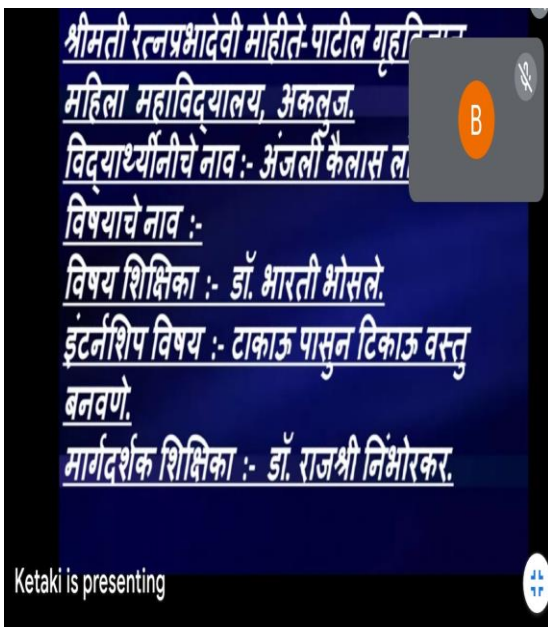 श्रीमती रत्नप्रभादेवी मोहीते-पाटील
महिला महाविद्यालय, अकलुज.
विद्यार्थ्यीनीचे नाव :- अंजली कैलास
विषयाचे नाव :-
विषय शिक्षिका :- डॉ. भारती भोसले.
इंटर्नशिप विषय :- टाकाऊ पासुन टिकाऊ वस्तु
बनवणे.
मार्गदर्शक शिक्षिका :- डॉ. राजश्री निंभोरकर.
B
Ketaki is presenting